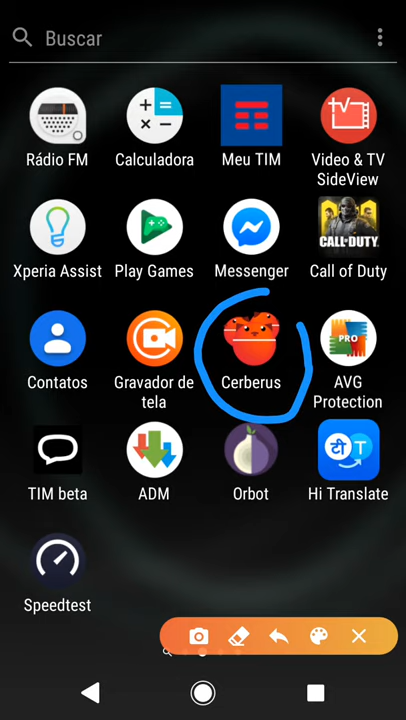 Buscar
Rádio FM
Calculadora
Meu TIM
Video & TV
SideView
Xperia Assist
Play Games
Messenger
CALL OF DUTY
Call of Duty
Contatos
Gravador de
tela
Cerberus
PRO
AVG
Protection
TIM beta
ADM
Orbot
टी T
Hi Translate
Speedtest